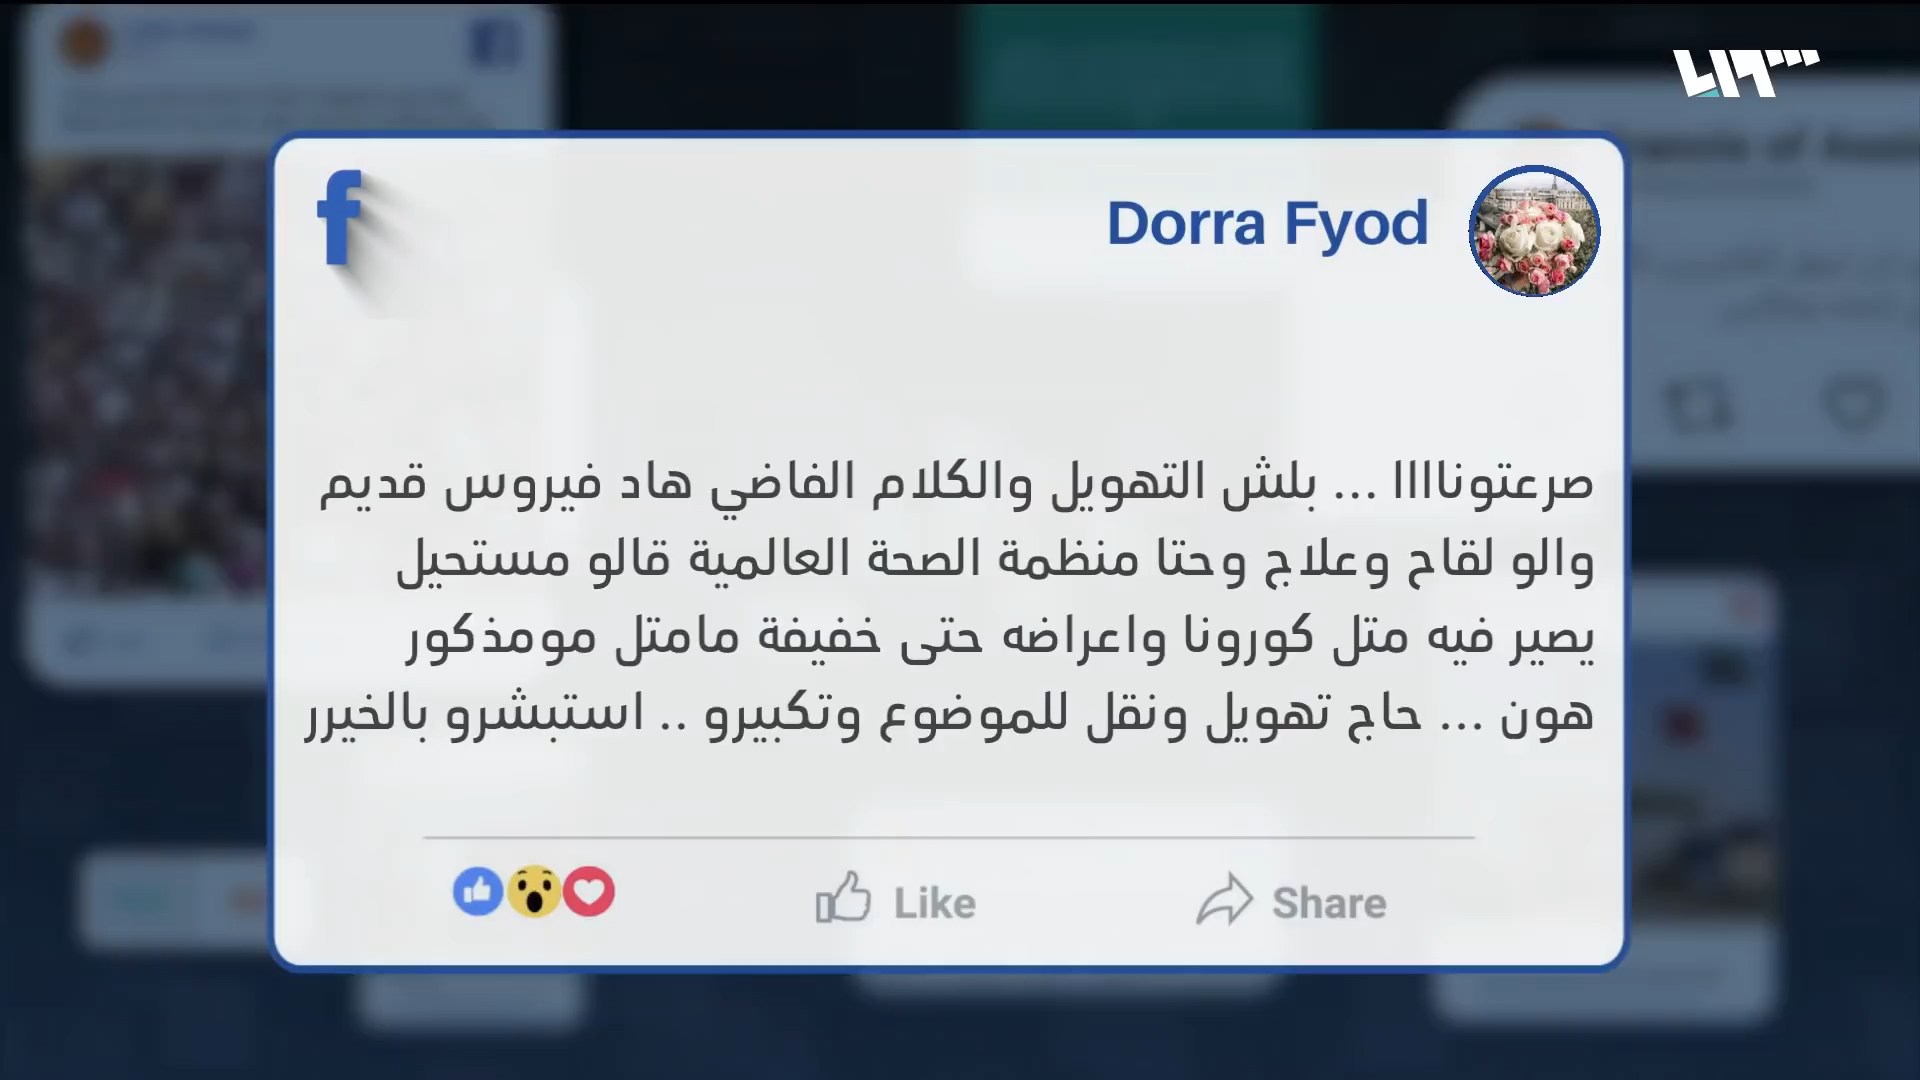 Dorra Fyod
صرعتوناااا ... بلش التهويل والكلام الفاضي هاد فيروس قديم
والو لقاح وعلاج وحتا منظمة الصحة العالمية قالو مستحيل
يصير فيه متل كورونا واعراضه حتى خفيفة مامتل مومذكور
هون ... حاج تهويل ونقل للموضوع وتكبيرو .. استبشرو بالخيرر
Like
Share